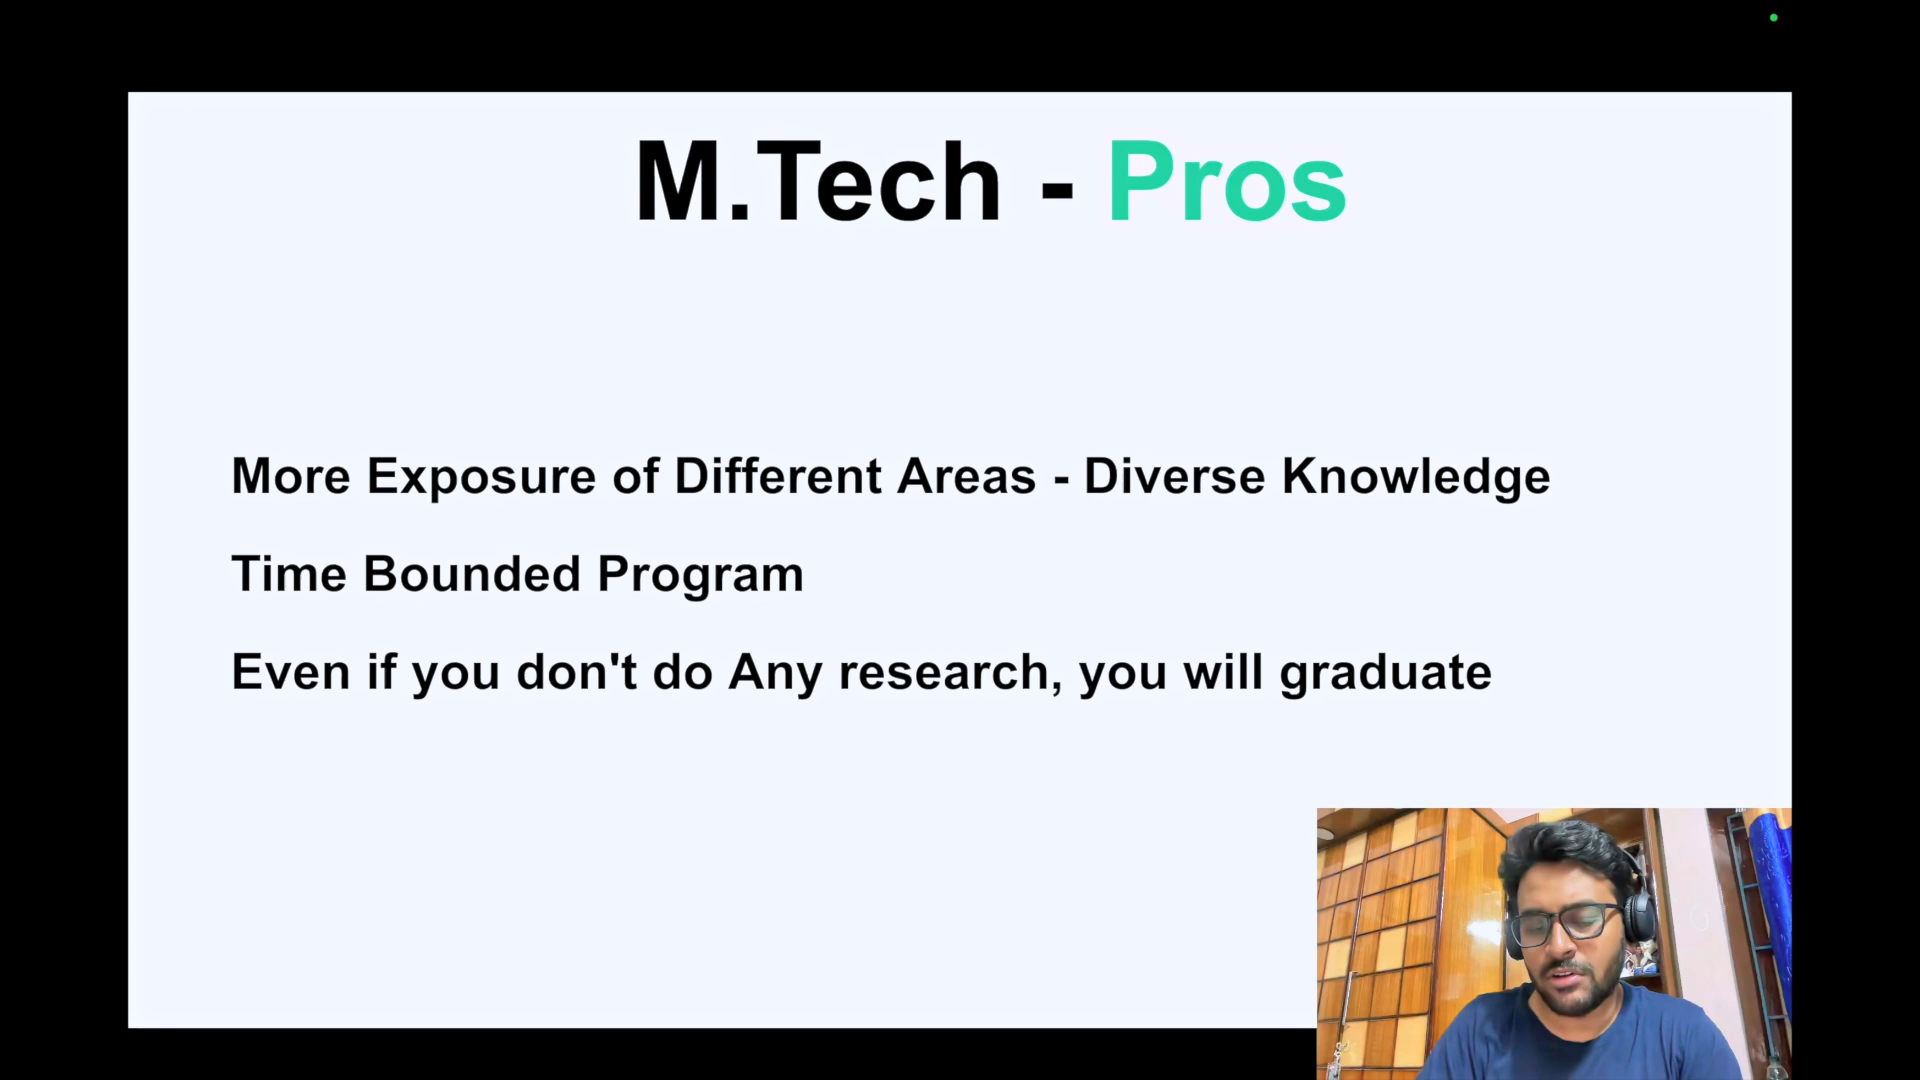 M.Tech - Pros
More Exposure of Different Areas - Diverse Knowledge
Time Bounded Program
Even if you don't do Any research, you will graduate